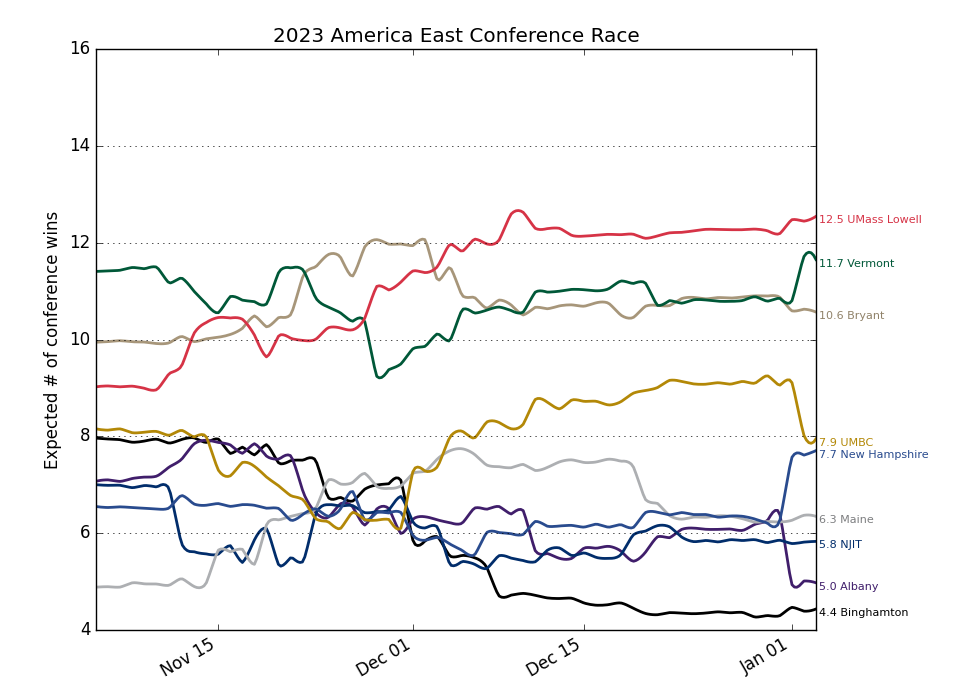 2023 America East Conference Race
Expected # of conference wins
16
14
12
10
8
6
4
12.5 UMass Lowell
11.7 Vermont
10.6 Bryant
7.9 UMBC
7.7 New Hampshire
6.3 Maine
5.8 NJIT
5.0 Albany
4.4 Binghamton
Nov 15
Dec 01
Dec 15
Jan 01